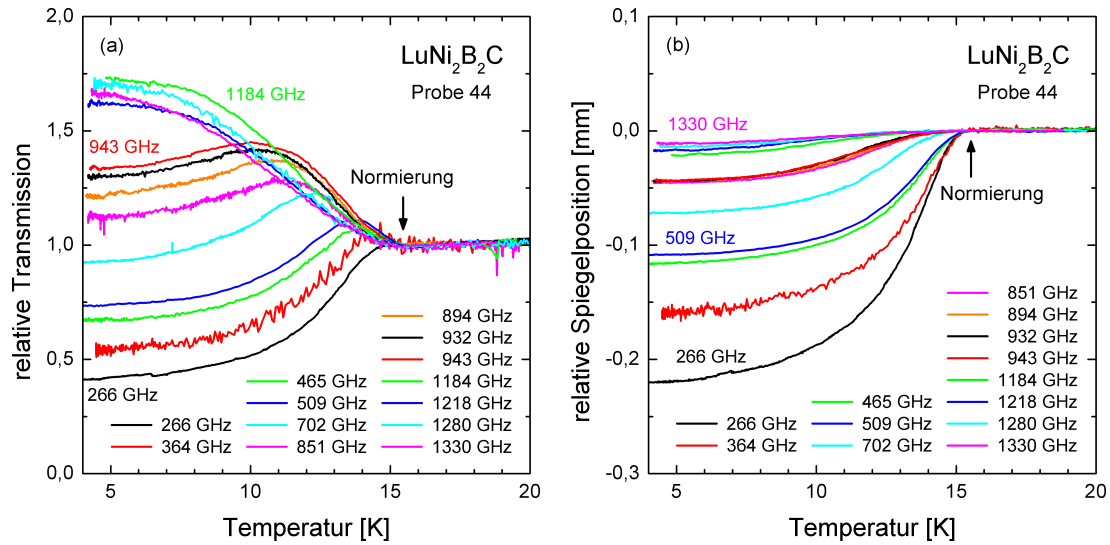 (a)
LuNi₂B₂C
Probe 44
1184 GHz
943 GHz
Normierung
266 GHz
894 GHz
932 GHz
943 GHz
465 GHz
1184 GHz
509 GHz
1218 GHz
266 GHz
702 GHz
1280 GHz
364 GHz
851 GHz
1330 GHz
relative Transmission
2,0
1,5
1,0
0,5
0,0
5
10
15
20
Temperatur [K]
(b)
LuNi₂B₂C
Probe 44
1330 GHz
Normierung
509 GHz
266 GHz
851 GHz
894 GHz
932 GHz
943 GHz
1184 GHz
465 GHz
1218 GHz
266 GHz
509 GHz
1280 GHz
364 GHz
702 GHz
1330 GHz
relative Spiegelposition [mm]
0,1
0,0
-0,1
-0,2
-0,3
5
10
15
20
Temperatur [K]